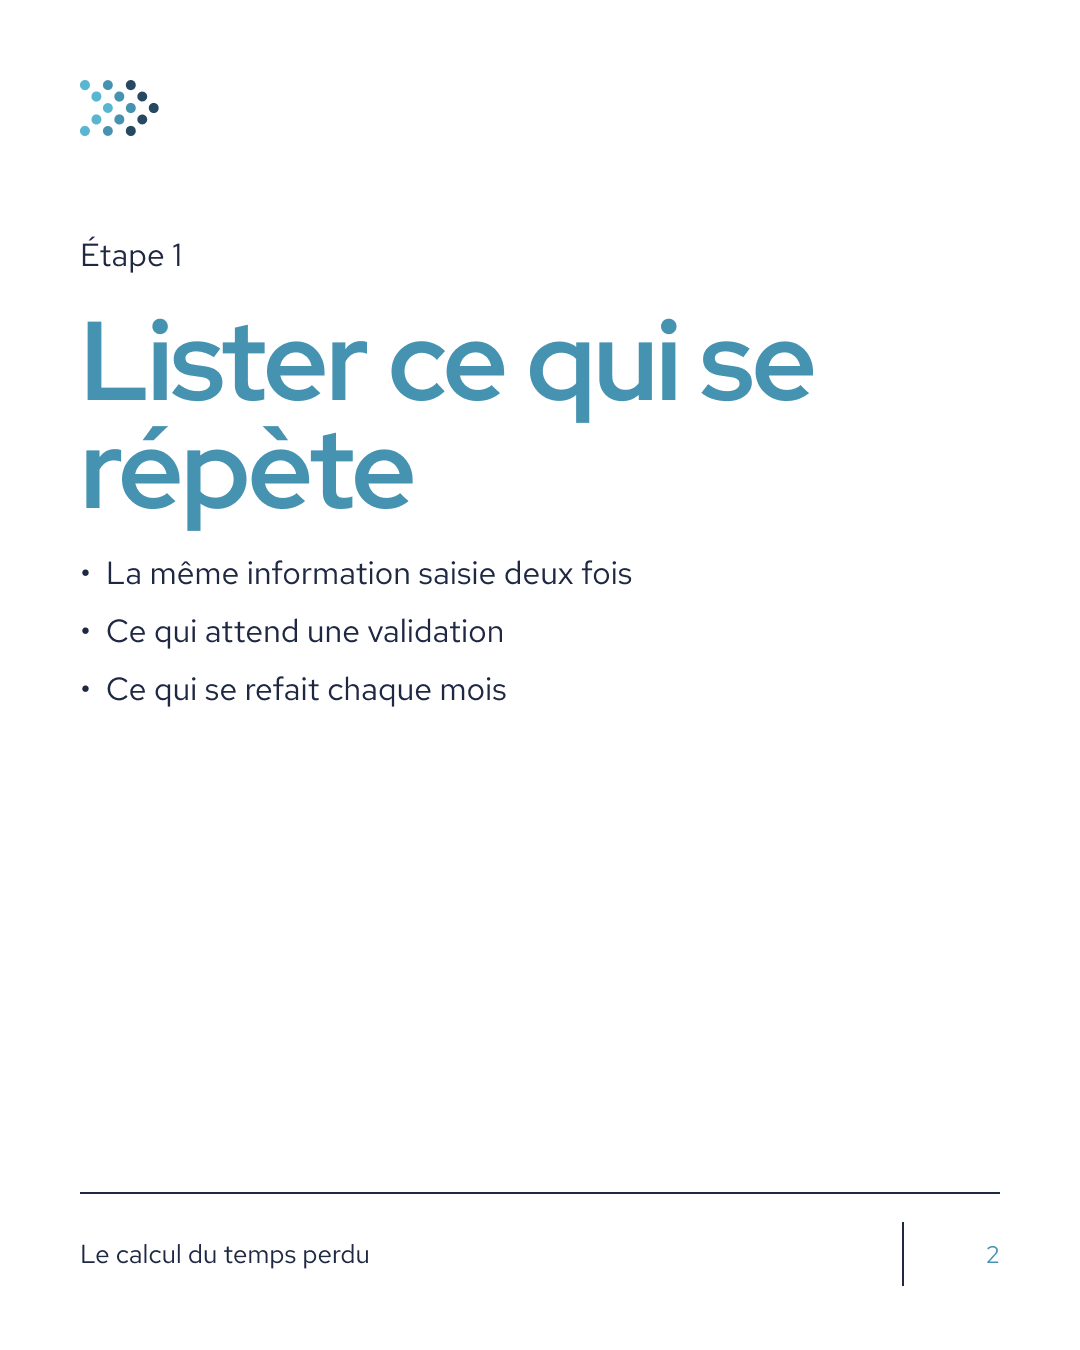 Étape 1
Lister ce qui se
répète
• La même information saisie deux fois
• Ce qui attend une validation
• Ce qui se refait chaque mois
Le calcul du temps perdu
2